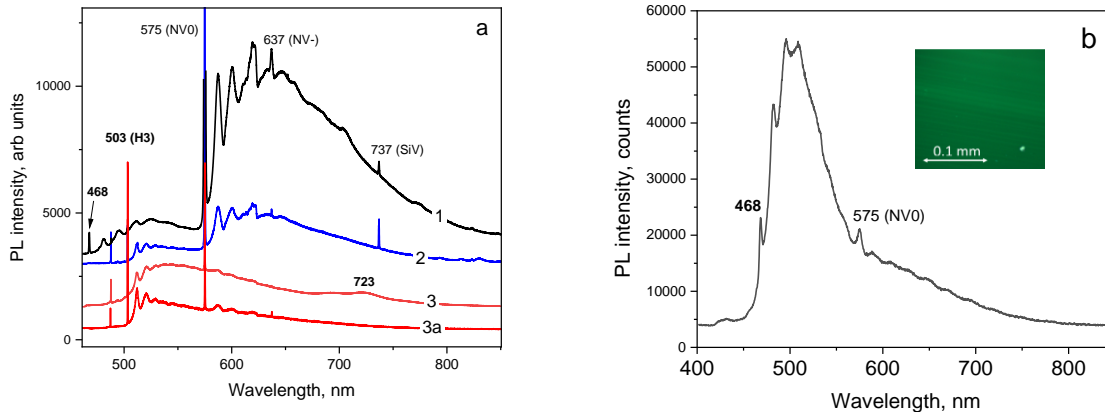 a
575 (NV0)
637 (NV-)
10000
503 (H3)
737 (SiV)
468
5000
1
2
723
3
3a
0
500 600 700 800
Wavelength, nm
PL intensity, arb units
60000
b
50000
40000
0.1 mm
30000
468
575 (NV0)
20000
10000
0
400 500 600 700 800
Wavelength, nm
PL intensity, counts